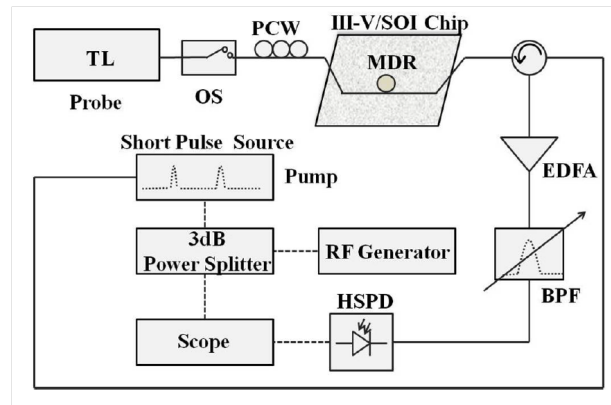 III-V/SOI Chip
PCW
TL
MDR
OS
Probe
Short Pulse Source
EDFA
Pump
3dB
Power Splitter
RF Generator
BPF
HSPD
Scope